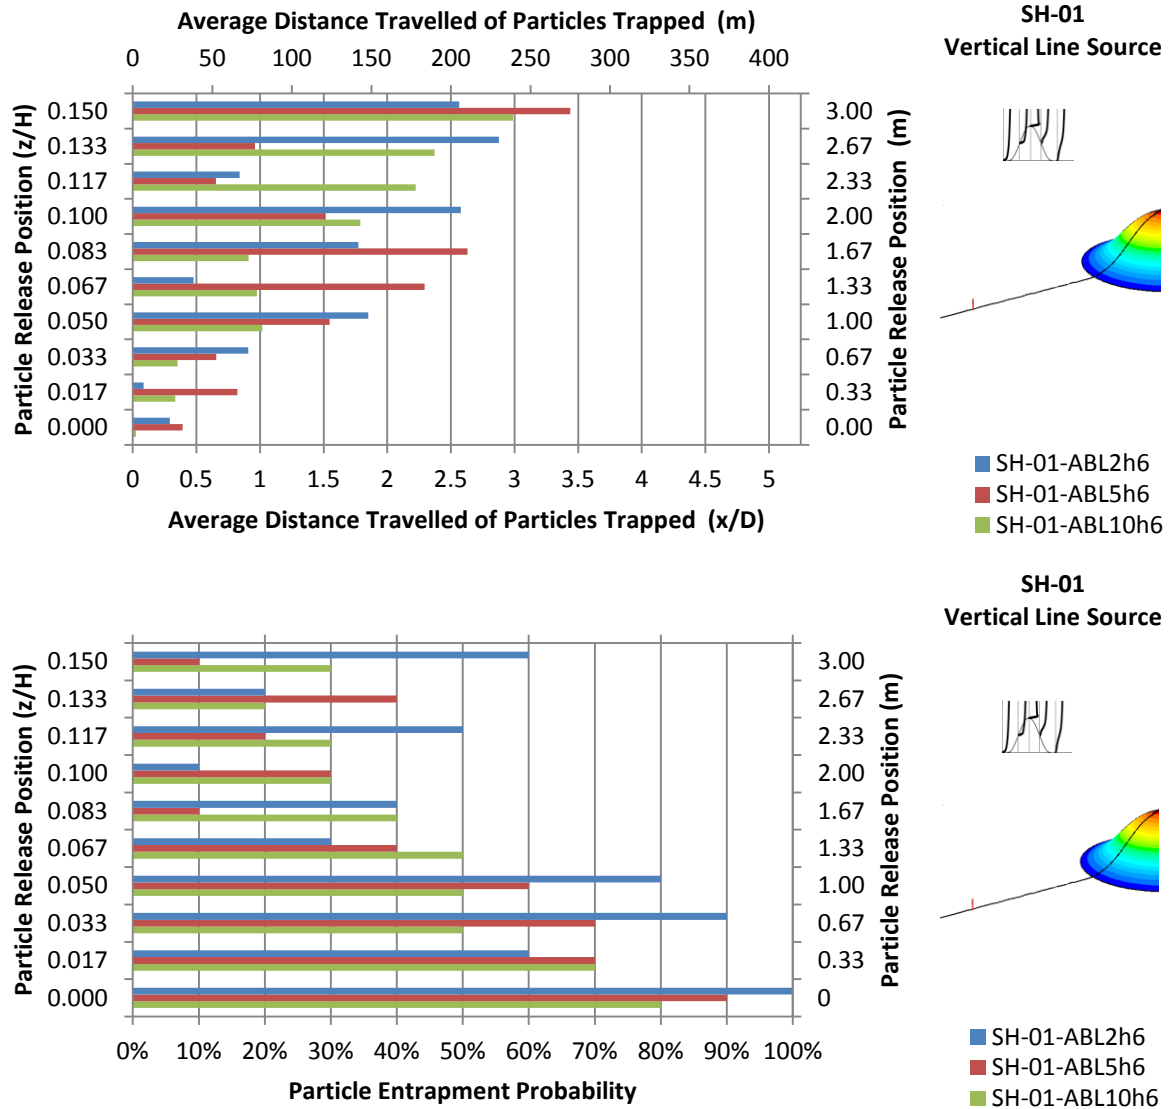 Average Distance Travelled of Particles Trapped (m)
0 50 100 150 200 250 300 350 400
Particle Release Position (z/H)
0.150
0.133
0.117
0.100
0.083
0.067
0.050
0.033
0.017
0.000
3.00
2.67
2.33
2.00
1.67
1.33
1.00
0.67
0.33
0.00
Particle Release Position (m)
0 0.5 1 1.5 2 2.5 3 3.5 4 4.5 5
Average Distance Travelled of Particles Trapped (x/D)
SH-01
Vertical Line Source
SH-01-ABL2h6
SH-01-ABL5h6
SH-01-ABL10h6
Particle Release Position (z/H)
0.150
0.133
0.117
0.100
0.083
0.067
0.050
0.033
0.017
0.000
3.00
2.67
2.33
2.00
1.67
1.33
1.00
0.67
0.33
0
Particle Release Position (m)
0% 10% 20% 30% 40% 50% 60% 70% 80% 90% 100%
Particle Entrapment Probability
SH-01
Vertical Line Source
SH-01-ABL2h6
SH-01-ABL5h6
SH-01-ABL10h6